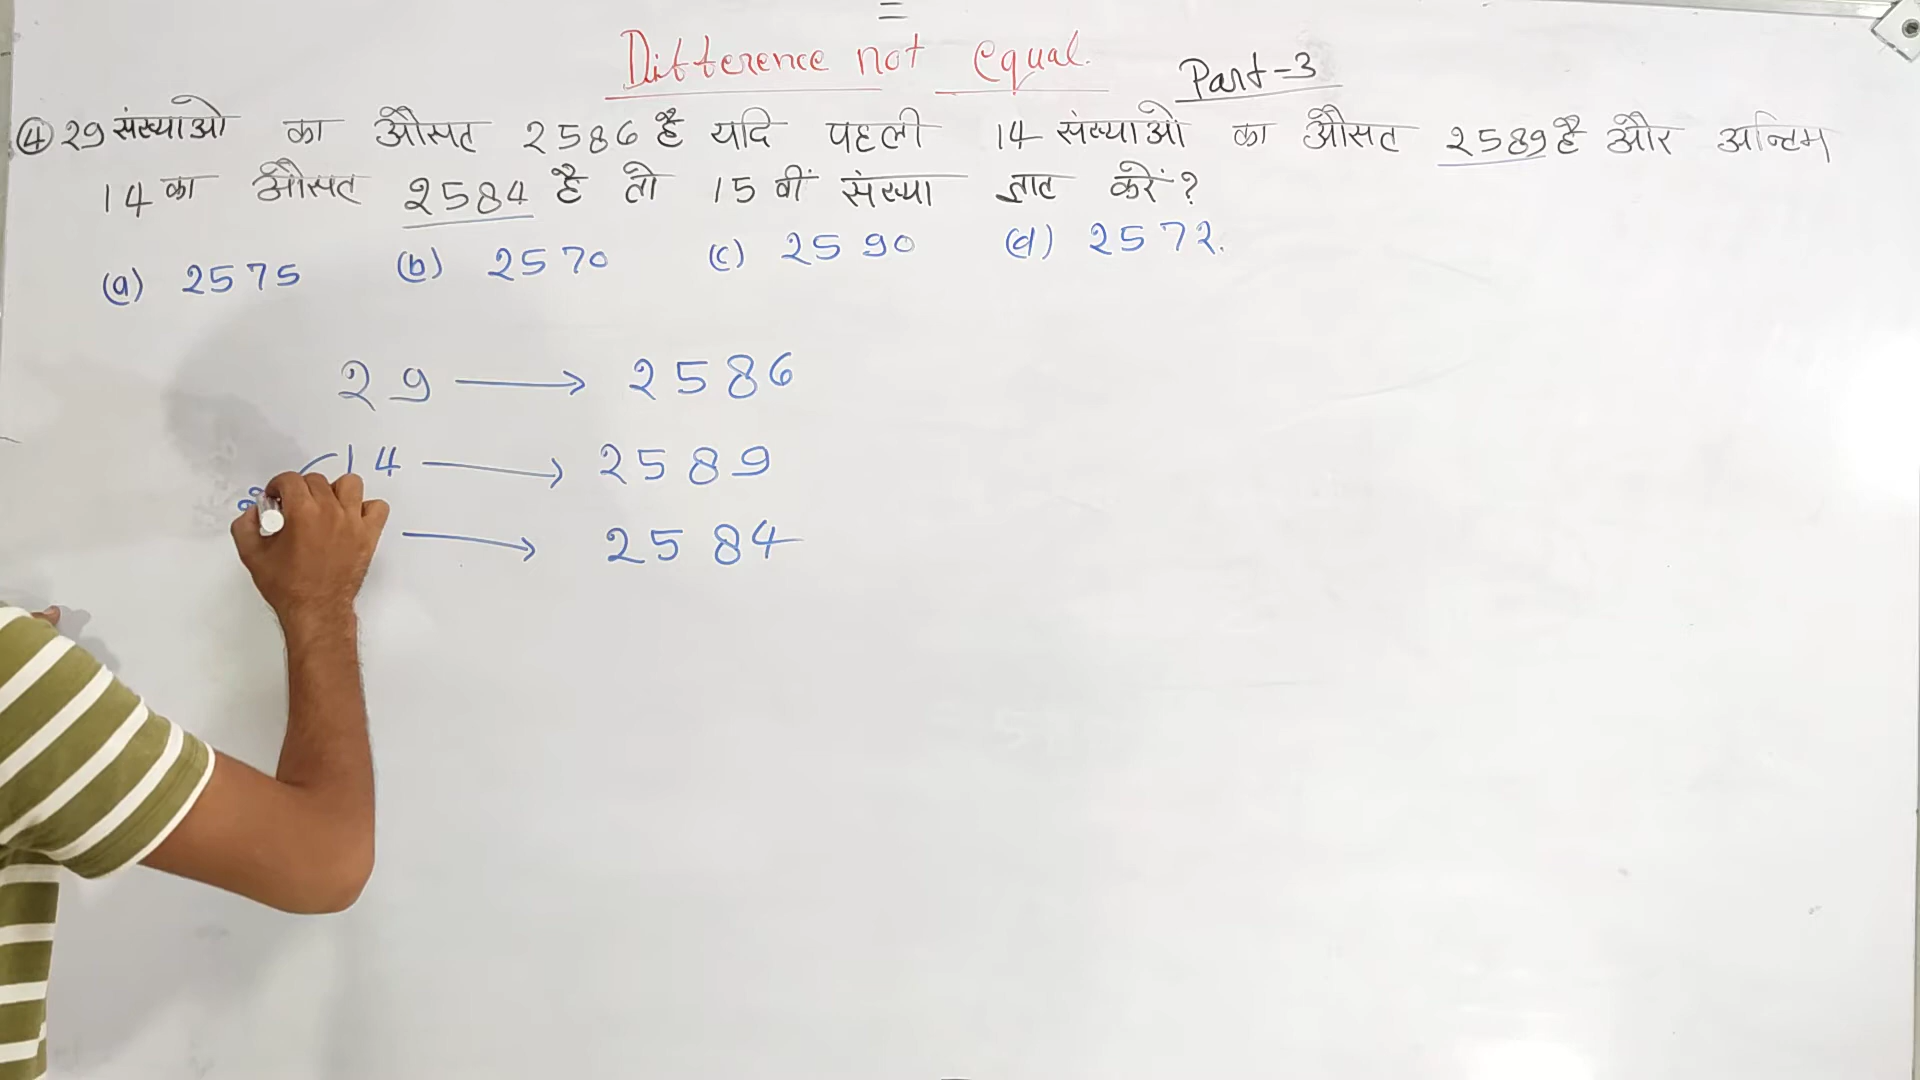 Difference not equal.
Part-3
④ 29 संख्याओ का औसत 2586 है यदि पहली 14 संख्याओ का औसत 2589 है और अन्तिम
14 का औसत 2584 है तो 15 वीं संख्या ज्ञात करें?
(a) 2575 (b) 2570 (c) 2590 (d) 2572.
29 → 2586
14 → 2589
→ 2584